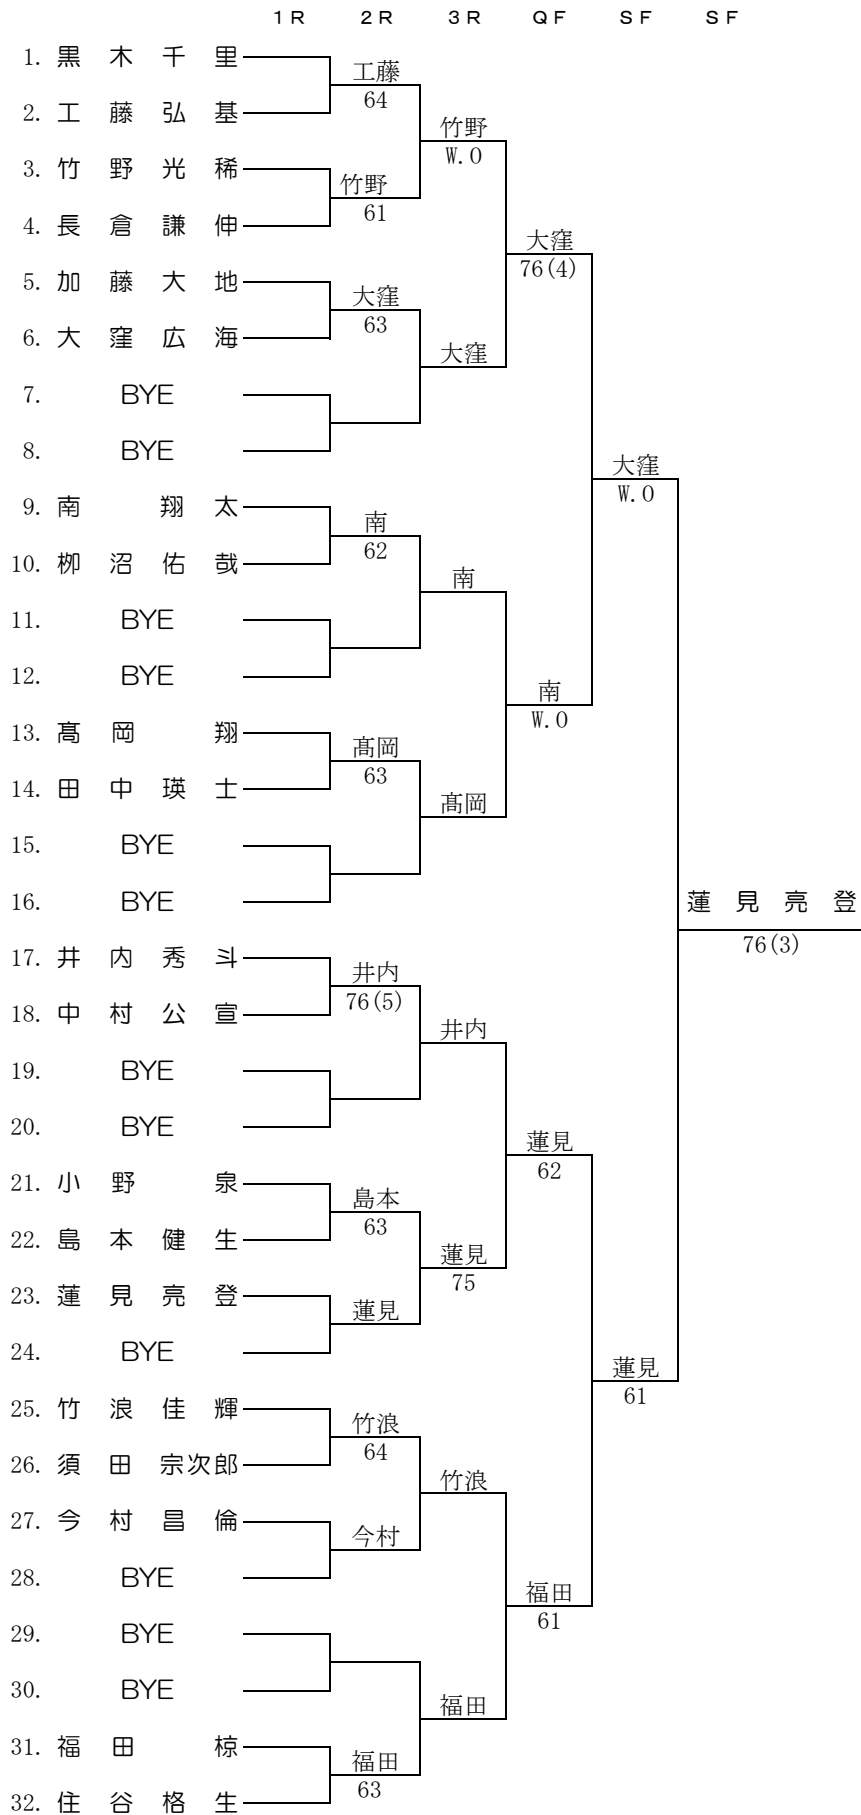 １Ｒ ２Ｒ ３Ｒ ＱＦ ＳＦ ＳＦ
1. 黒木千里
工藤
64
2. 工藤弘基
竹野
W.O
3. 竹野光稀
竹野
61
4. 長倉謙伸
大窪
76(4)
5. 加藤大地
大窪
63
6. 大窪広海
大窪
7. BYE
8. BYE
大窪
W.O
9. 南翔太
南
62
10. 栁沼佑哉
南
11. BYE
12. BYE
南
W.O
13. 髙岡翔
髙岡
63
14. 田中瑛士
髙岡
15. BYE
16. BYE
蓮見亮登
76(3)
17. 井内秀斗
井内
76(5)
18. 中村公宣
井内
19. BYE
20. BYE
蓮見
62
21. 小野泉
島本
63
22. 島本健生
蓮見
75
23. 蓮見亮登
蓮見
24. BYE
蓮見
61
25. 竹浪佳輝
竹浪
64
26. 須田宗次郎
竹浪
27. 今村昌倫
今村
28. BYE
福田
61
29. BYE
30. BYE
福田
31. 福田椋
福田
63
32. 住谷格生